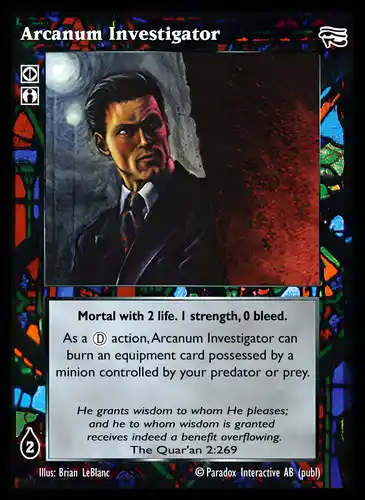 Arcanum Investigator
Mortal with 2 life. 1 strength, 0 bleed.
As a Ⓓ action, Arcanum Investigator can
burn an equipment card possessed by a
minion controlled by your predator or prey.
He grants wisdom to whom He pleases;
and he to whom wisdom is granted
receives indeed a benefit overflowing.
The Qur'an 2:269
2
Illus: Brian LeBlanc
© Paradox Interactive AB (publ)